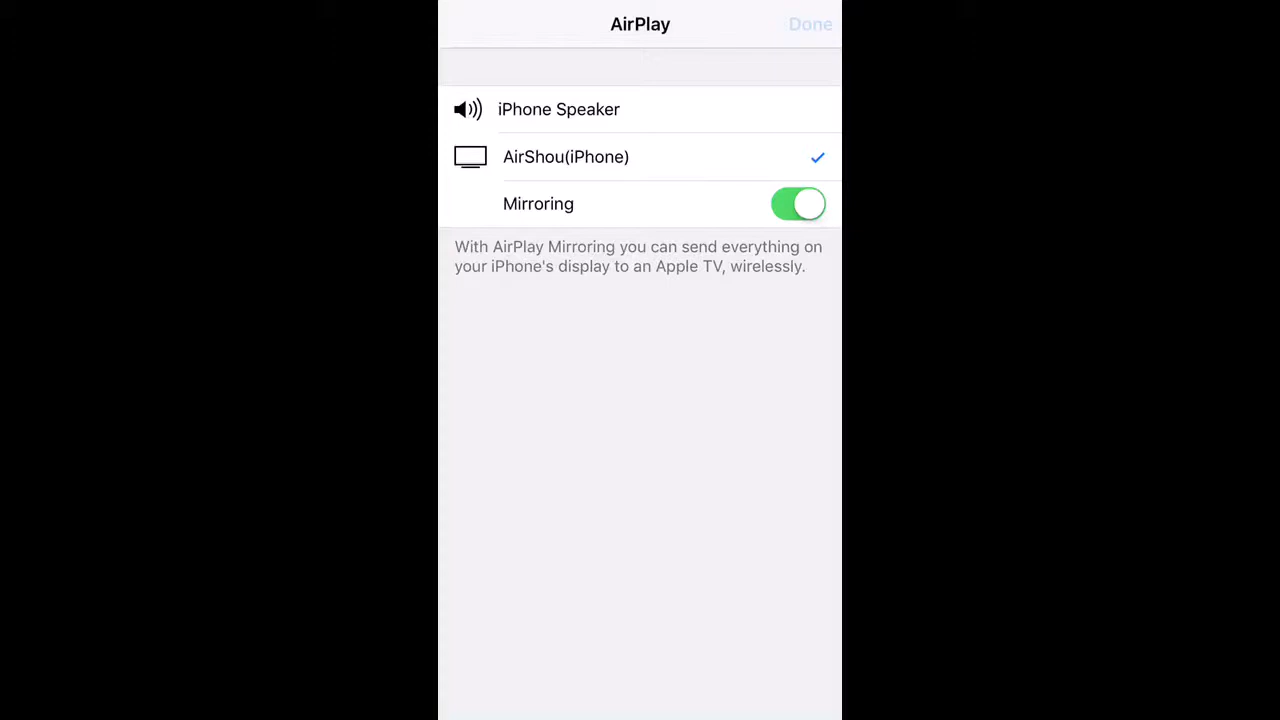 AirPlay
Done
iPhone Speaker
AirShou(iPhone)
Mirroring
With AirPlay Mirroring you can send everything on
your iPhone's display to an Apple TV, wirelessly.